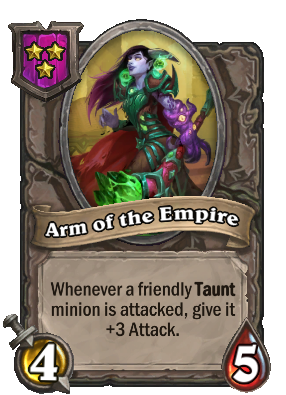 Arm of the Empire
Whenever a friendly Taunt
minion is attacked, give it
+3 Attack.
4
5